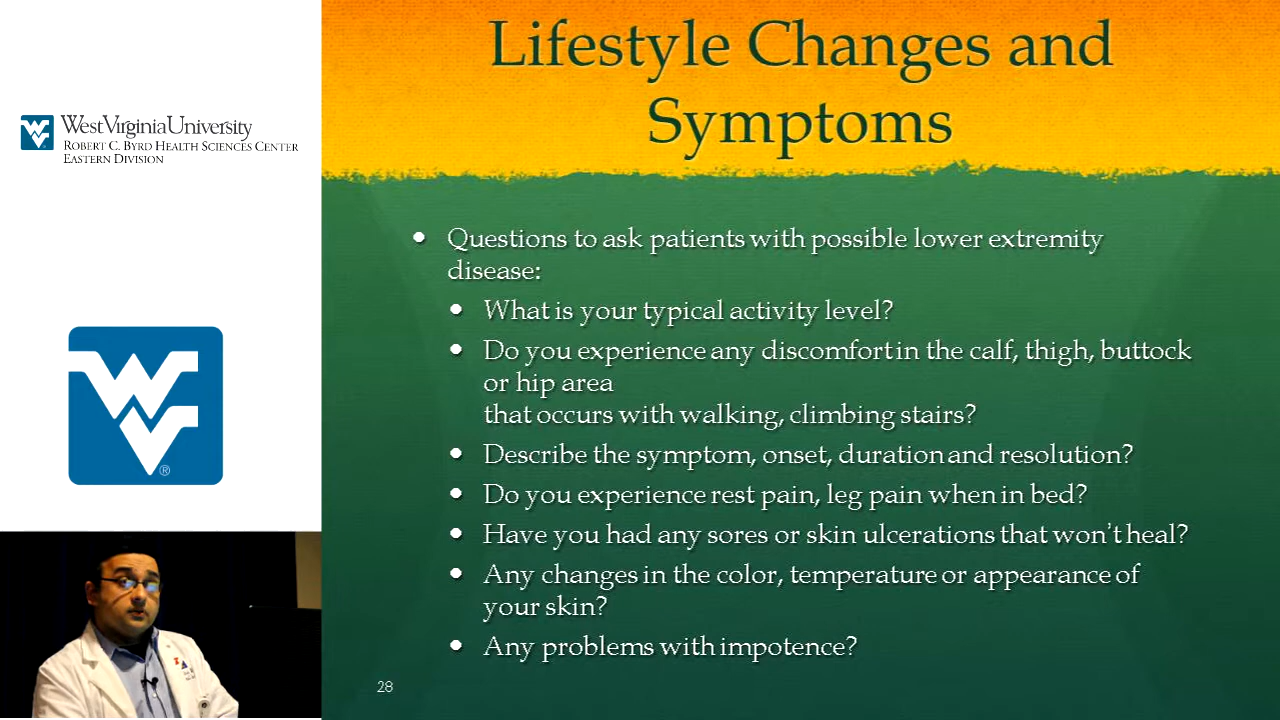 West Virginia University
Robert C. Byrd Health Sciences Center
Eastern Division
®
Lifestyle Changes and
Symptoms
• Questions to ask patients with possible lower extremity
disease:
• What is your typical activity level?
• Do you experience any discomfort in the calf, thigh, buttock
or hip area
that occurs with walking, climbing stairs?
• Describe the symptom, onset, duration and resolution?
• Do you experience rest pain, leg pain when in bed?
• Have you had any sores or skin ulcerations that won't heal?
• Any changes in the color, temperature or appearance of
your skin?
• Any problems with impotence?
28